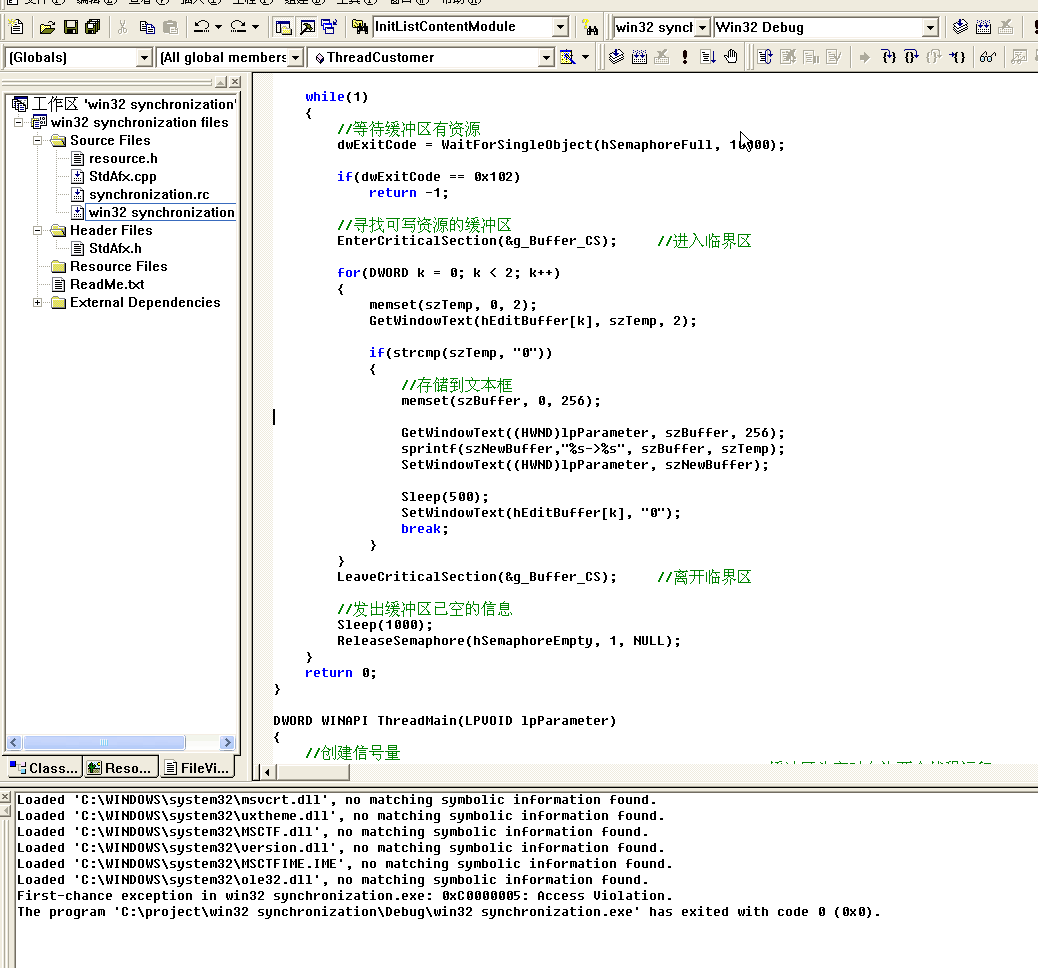 InitListContentModule
win32 syncl
Win32 Debug
(Globals)
(All global members
ThreadCustomer
工作区 'win32 synchronization'
win32 synchronization files
Source Files
resource.h
StdAfx.cpp
synchronization.rc
win32 synchronization
Header Files
StdAfx.h
Resource Files
ReadMe.txt
External Dependencies
Class...
Reso...
FileVi...
while(1)
{
//等待缓冲区有资源
dwExitCode = WaitForSingleObject(hSemaphoreFull, 10000);
if(dwExitCode == 0x102)
return -1;
//寻找可写资源的缓冲区
EnterCriticalSection(&g_Buffer_CS); //进入临界区
for(DWORD k = 0; k < 2; k++)
{
memset(szTemp, 0, 2);
GetWindowText(hEditBuffer[k], szTemp, 2);
if(strcmp(szTemp, "0"))
{
//存储到文本框
memset(szBuffer, 0, 256);
GetWindowText((HWND)lpParameter, szBuffer, 256);
sprintf(szNewBuffer,"%s->%s", szBuffer, szTemp);
SetWindowText((HWND)lpParameter, szNewBuffer);
Sleep(500);
SetWindowText(hEditBuffer[k], "0");
break;
}
}
LeaveCriticalSection(&g_Buffer_CS); //离开临界区
//发出缓冲区已空的信息
Sleep(1000);
ReleaseSemaphore(hSemaphoreEmpty, 1, NULL);
}
return 0;
}
DWORD WINAPI ThreadMain(LPVOID lpParameter)
{
//创建信号量
Loaded 'C:\WINDOWS\system32\msvcrt.dll', no matching symbolic information found.
Loaded 'C:\WINDOWS\system32\uxtheme.dll', no matching symbolic information found.
Loaded 'C:\WINDOWS\system32\MSCTF.dll', no matching symbolic information found.
Loaded 'C:\WINDOWS\system32\version.dll', no matching symbolic information found.
Loaded 'C:\WINDOWS\system32\MSCTFIME.IME', no matching symbolic information found.
Loaded 'C:\WINDOWS\system32\ole32.dll', no matching symbolic information found.
First-chance exception in win32 synchronization.exe: 0xC0000005: Access Violation.
The program 'C:\project\win32 synchronization\Debug\win32 synchronization.exe' has exited with code 0 (0x0).